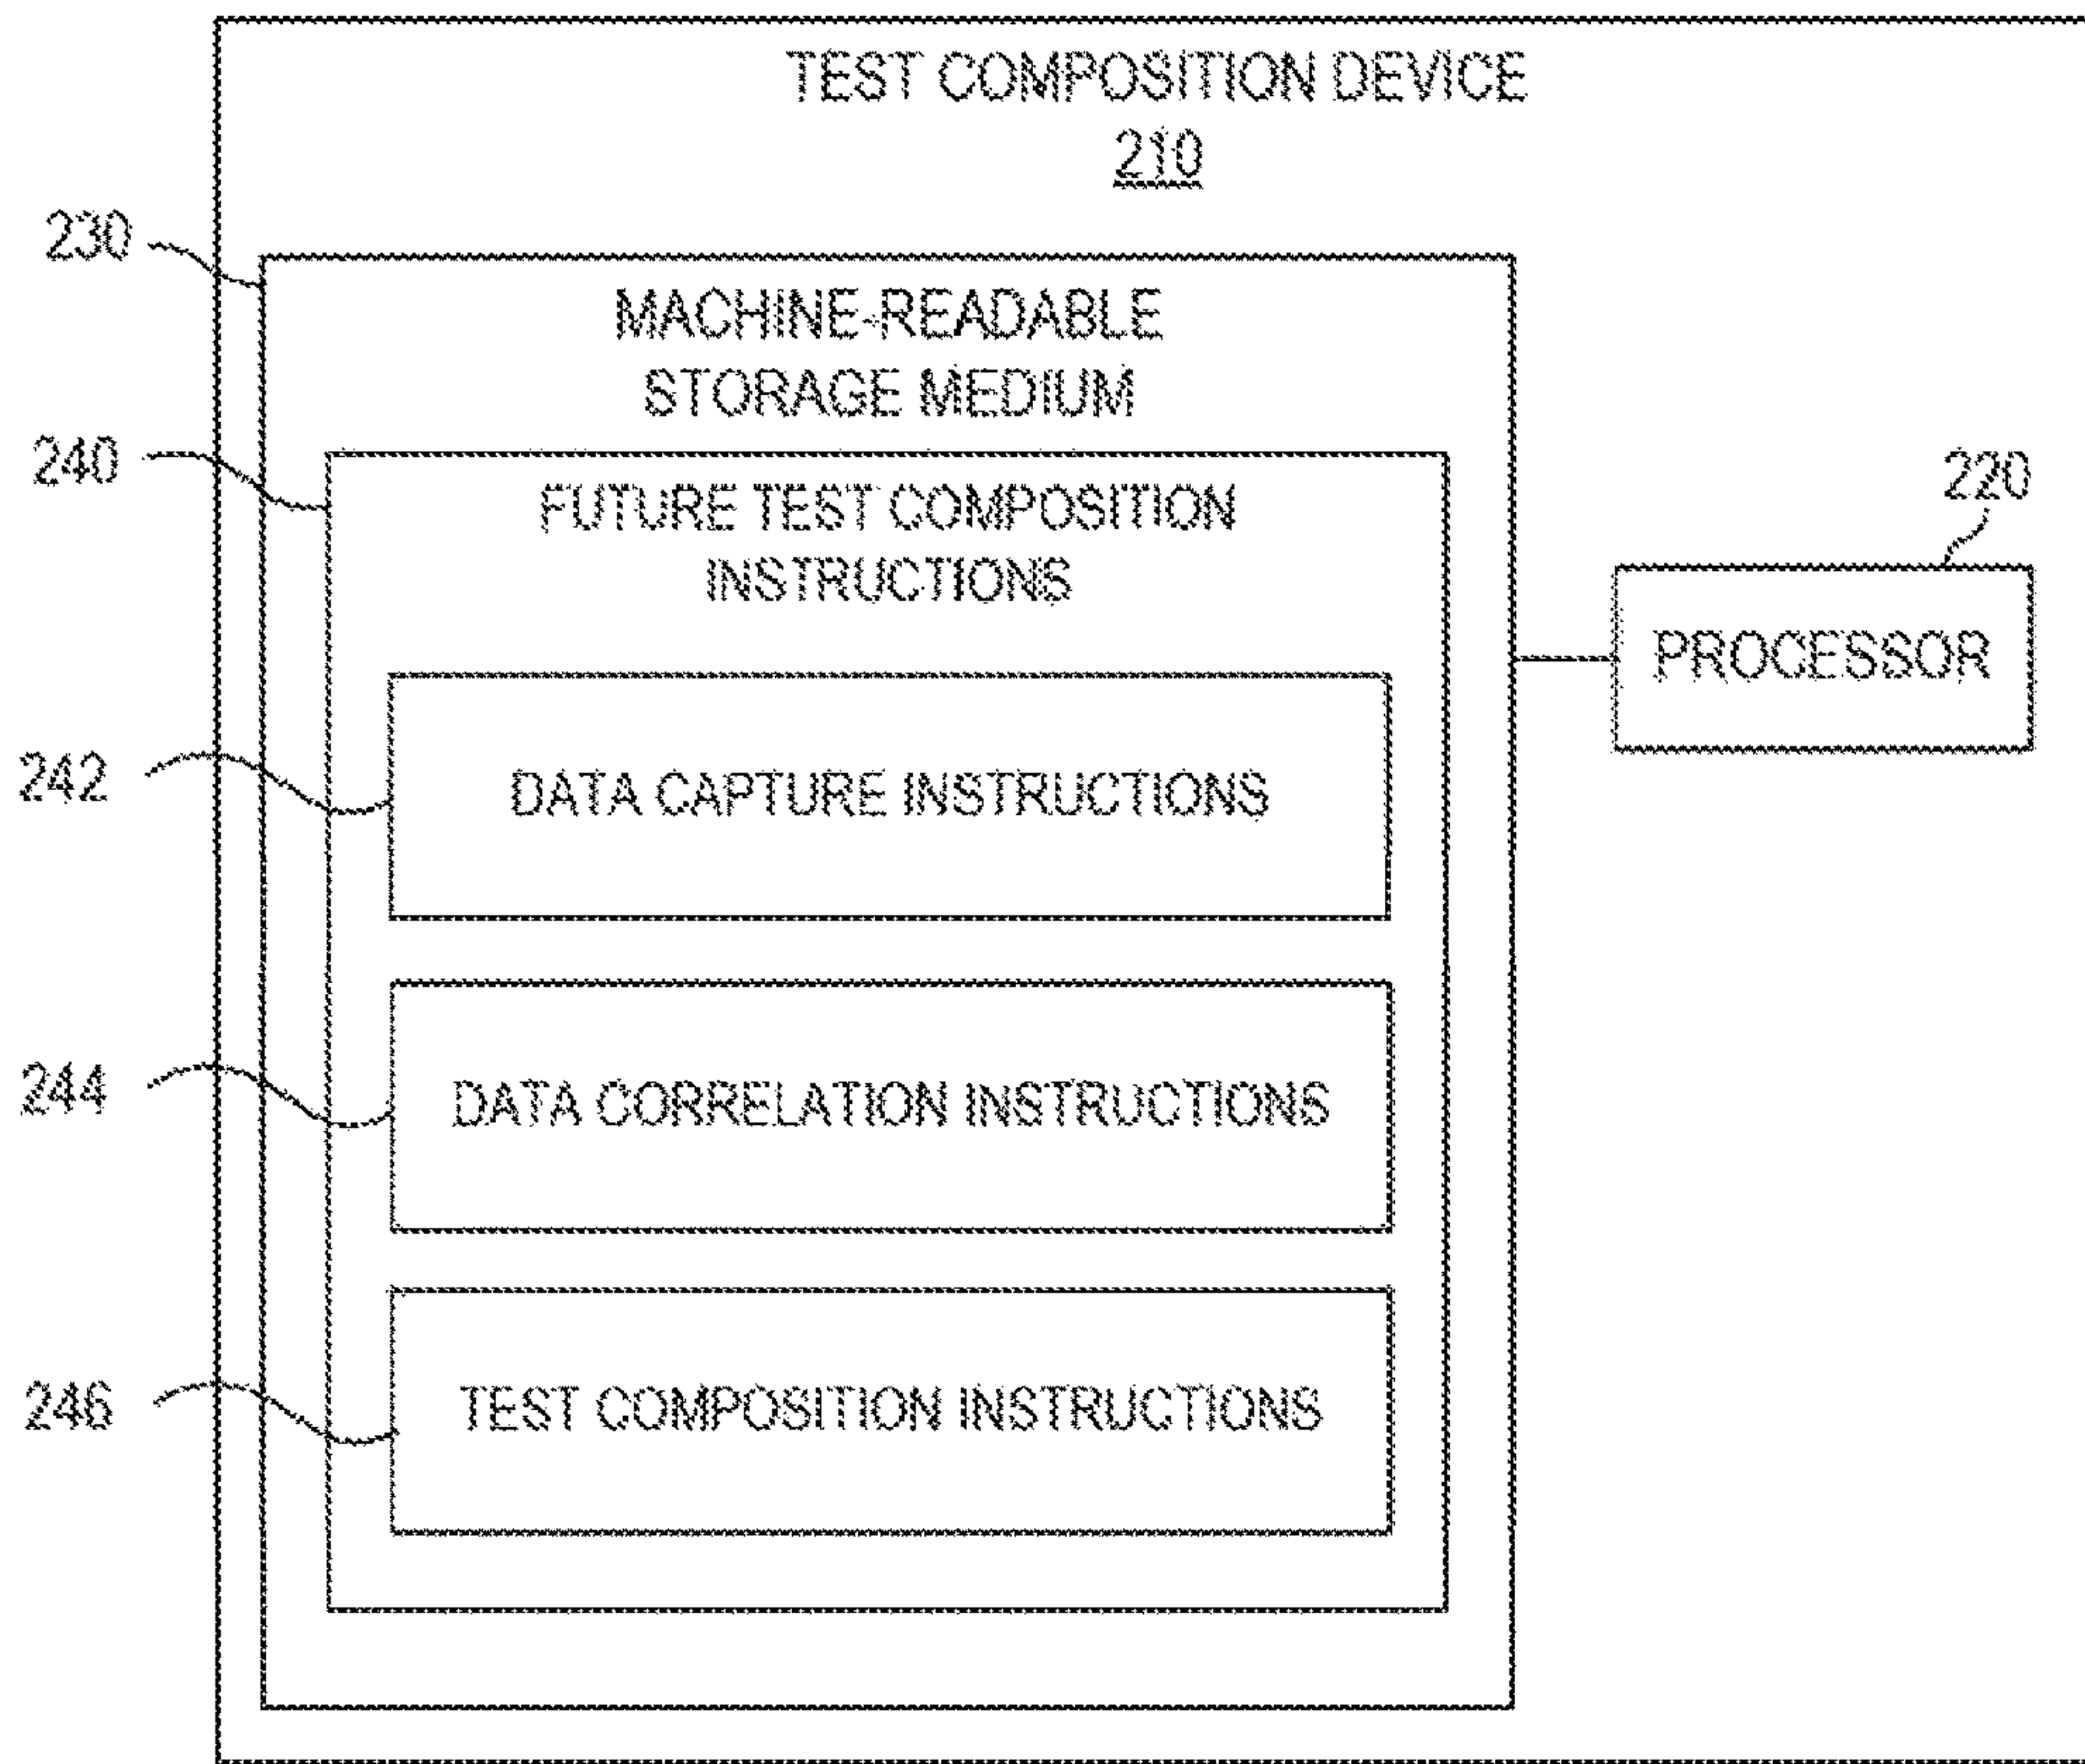 TEST COMPOSITION DEVICE
210
230
MACHINE-READABLE
STORAGE MEDIUM
240
FUTURE TEST COMPOSITION
INSTRUCTIONS
220
PROCESSOR
242
DATA CAPTURE INSTRUCTIONS
244
DATA CORRELATION INSTRUCTIONS
246
TEST COMPOSITION INSTRUCTIONS